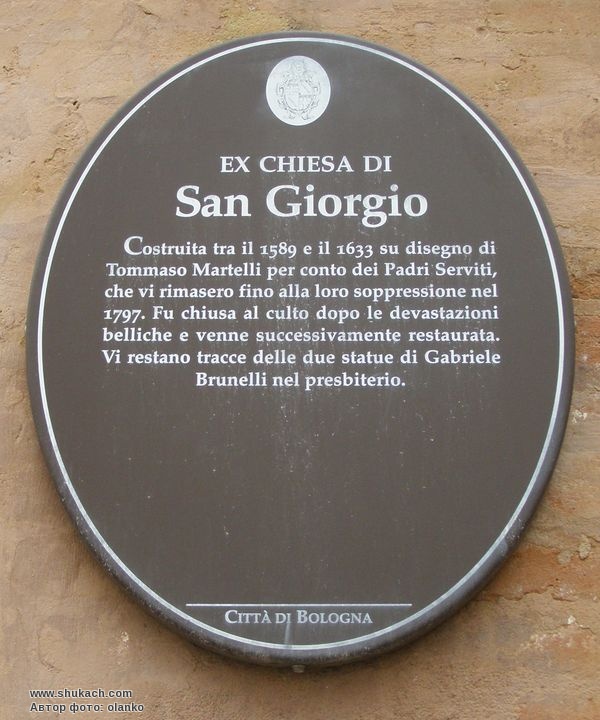 EX CHIESA DI
San Giorgio
Costruita tra il 1589 e il 1633 su disegno di
Tommaso Martelli per conto dei Padri Serviti,
che vi rimasero fino alla loro soppressione nel
1797. Fu chiusa al culto dopo le devastazioni
belliche e venne successivamente restaurata.
Vi restano tracce delle due statue di Gabriele
Brunelli nel presbiterio.
CITTÀ DI BOLOGNA
www.shukach.com
Автор фото: olanko